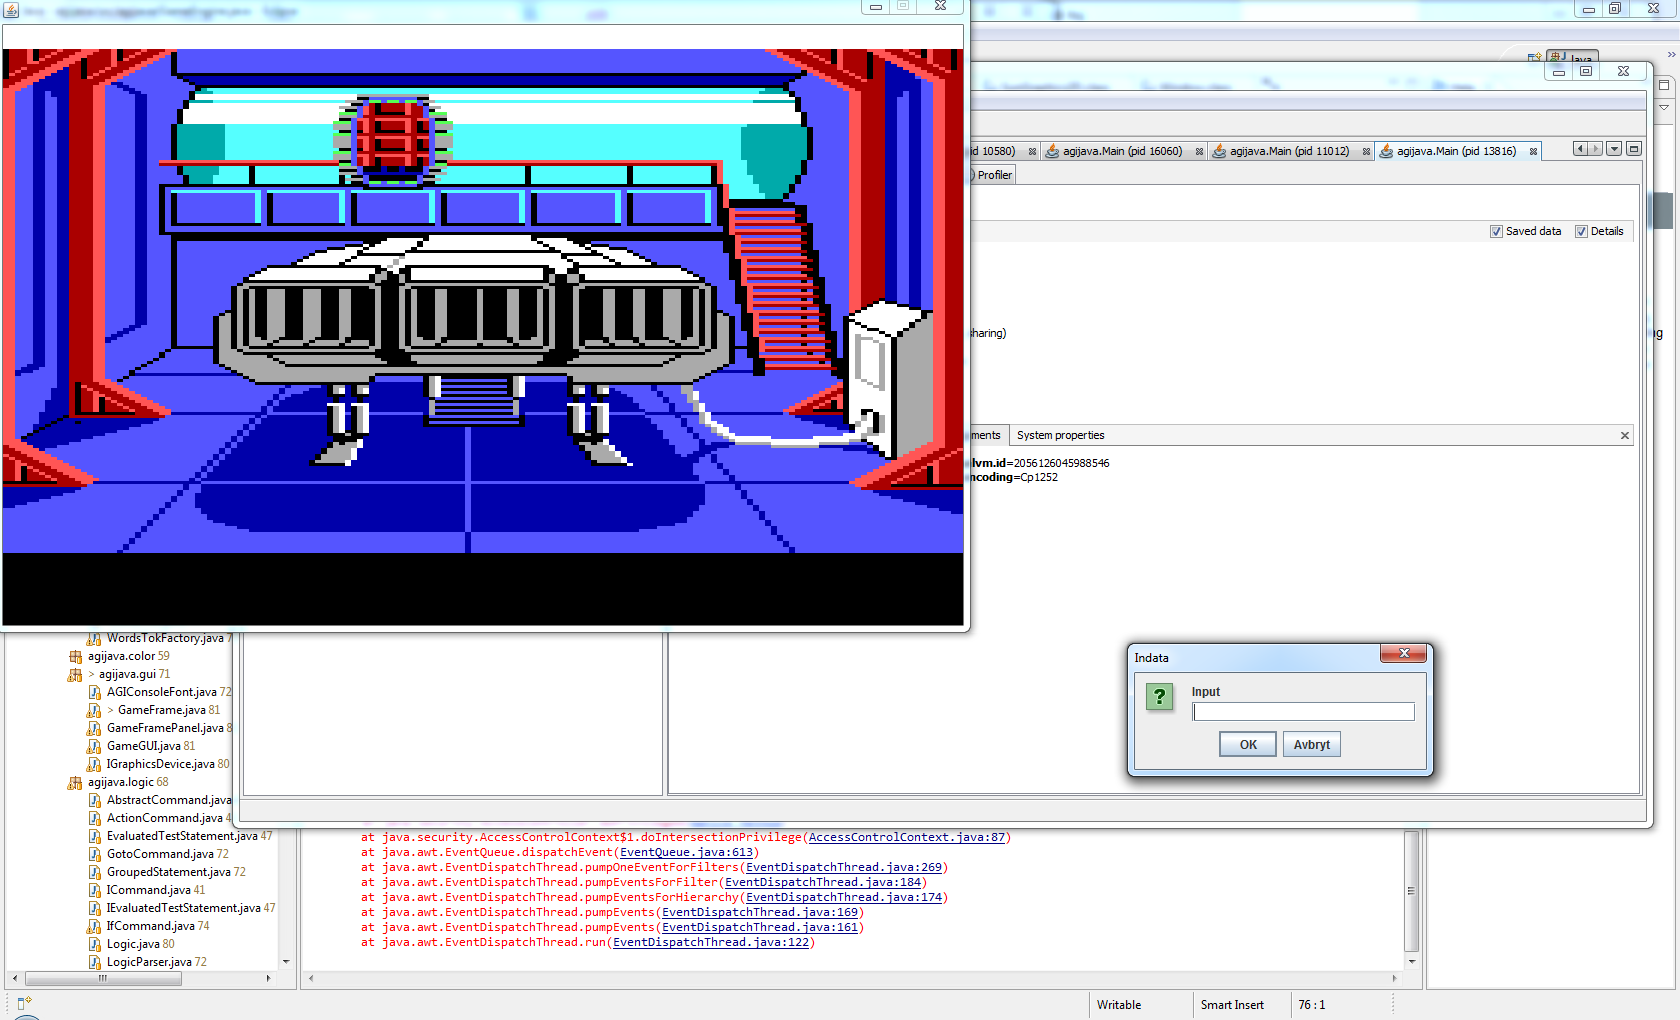 Java
id 10580)
agijava.Main (pid 16060)
agijava.Main (pid 11012)
agijava.Main (pid 13816)
Profiler
Saved data
Details
sharing)
ng
ments
System properties
lvm.id=2056126045988546
ncoding=Cp1252
Indata
Input
OK
Avbryt
WordsTokFactory.java 7
agijava.color 59
> agijava.gui 71
AGIConsoleFont.java 72
> GameFrame.java 81
GameFramePanel.java 8
GameGUI.java 81
IGraphicsDevice.java 80
agijava.logic 68
AbstractCommand.java
ActionCommand.java 4
EvaluatedTestStatement.java 47
GotoCommand.java 72
GroupedStatement.java 72
ICommand.java 41
IEvaluatedTestStatement.java 47
IfCommand.java 74
Logic.java 80
LogicParser.java 72
at java.security.AccessControlContext$1.doIntersectionPrivilege(AccessControlContext.java:87)
at java.awt.EventQueue.dispatchEvent(EventQueue.java:613)
at java.awt.EventDispatchThread.pumpOneEventForFilters(EventDispatchThread.java:269)
at java.awt.EventDispatchThread.pumpEventsForFilter(EventDispatchThread.java:184)
at java.awt.EventDispatchThread.pumpEventsForHierarchy(EventDispatchThread.java:174)
at java.awt.EventDispatchThread.pumpEvents(EventDispatchThread.java:169)
at java.awt.EventDispatchThread.pumpEvents(EventDispatchThread.java:161)
at java.awt.EventDispatchThread.run(EventDispatchThread.java:122)
Writable
Smart Insert
76 : 1